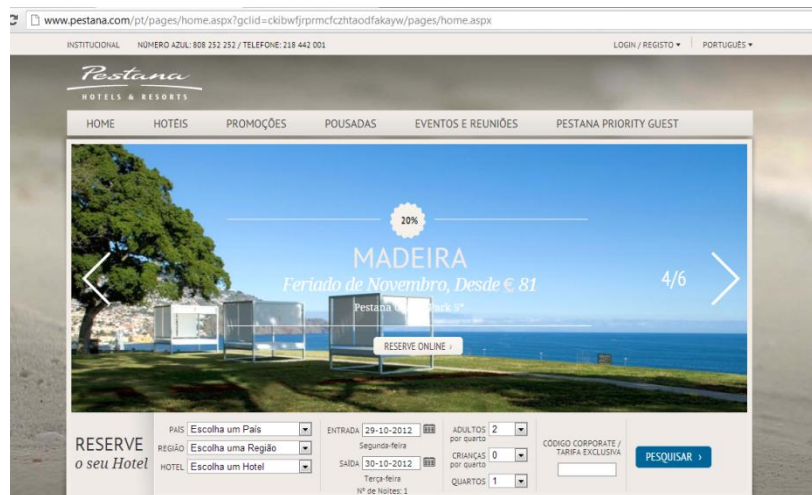 www.pestana.com/pt/pages/home.aspx?gclid=ckibwfjrprmcfczhtaodfakayw/pages/home.aspx
INSTITUCIONAL NÚMERO AZUL: 808 252 252 / TELEFONE: 218 442 001 LOGIN / REGISTO PORTUGUÊS
Pestana
HOTELS & RESORTS
HOME HOTÉIS PROMOÇÕES POUSADAS EVENTOS E REUNIÕES PESTANA PRIORITY GUEST
20%
MADEIRA
Feriado de Novembro, Desde € 81
4/6
Pestana
RESERVE ONLINE ›
RESERVE
o seu Hotel
PAÍS Escolha um País
REGIÃO Escolha uma Região
HOTEL Escolha um Hotel
ENTRADA 29-10-2012
Segunda-feira
SAÍDA 30-10-2012
Terça-feira
Nº de Noites: 1
ADULTOS 2
por quarto
CRIANÇAS 0
por quarto
QUARTOS 1
CÓDIGO CORPORATE /
TARIFA EXCLUSIVA
PESQUISAR ›